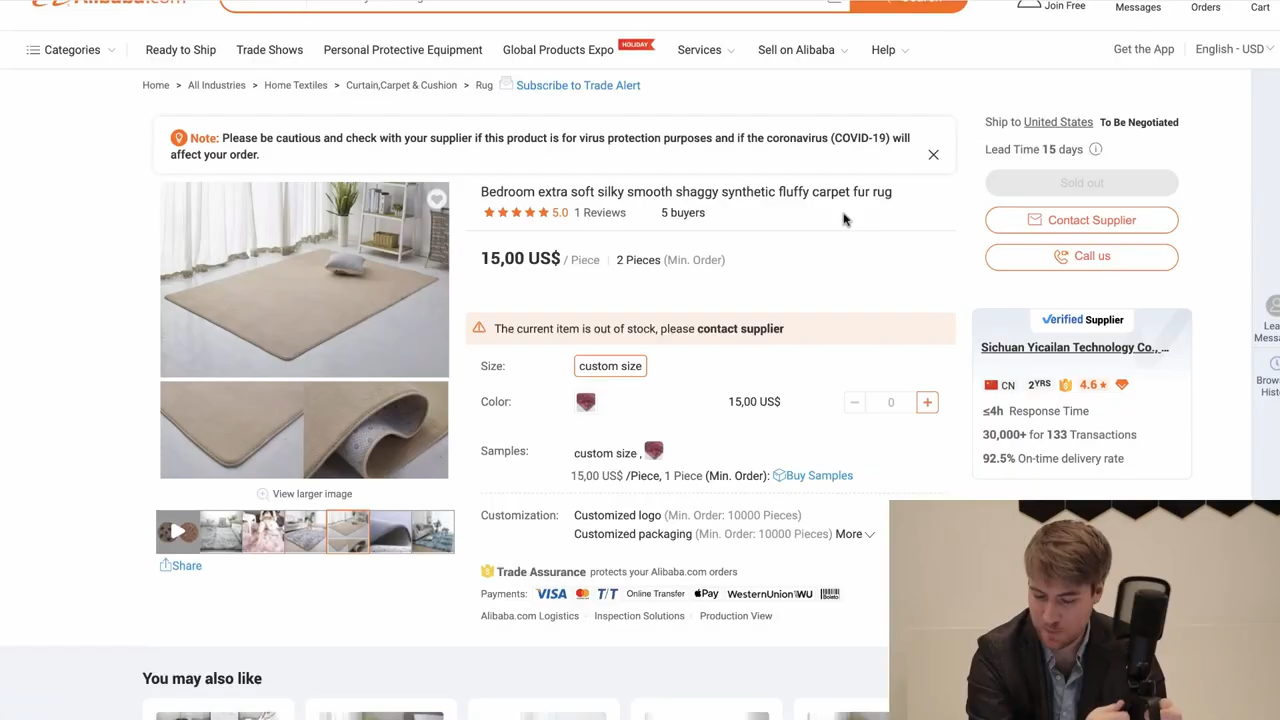 Alibaba.com
Join Free
Messages
Orders
Cart
Categories
Ready to Ship
Trade Shows
Personal Protective Equipment
Global Products Expo
HOLIDAY
Services
Sell on Alibaba
Help
Get the App
English - USD
Home > All Industries > Home Textiles > Curtain,Carpet & Cushion > Rug
Subscribe to Trade Alert
Note: Please be cautious and check with your supplier if this product is for virus protection purposes and if the coronavirus (COVID-19) will
affect your order.
Bedroom extra soft silky smooth shaggy synthetic fluffy carpet fur rug
5.0 1 Reviews 5 buyers
15,00 US$ / Piece 2 Pieces (Min. Order)
The current item is out of stock, please contact supplier
Size: custom size
Color: 15,00 US$ − 0 +
Samples: custom size ,
15,00 US$ /Piece, 1 Piece (Min. Order): Buy Samples
Customization: Customized logo (Min. Order: 10000 Pieces)
Customized packaging (Min. Order: 10000 Pieces) More
Trade Assurance protects your Alibaba.com orders
Payments: VISA T/T Online Transfer Pay WesternUnion WU Boleto
Alibaba.com Logistics · Inspection Solutions · Production View
View larger image
Share
Ship to United States To Be Negotiated
Lead Time 15 days
Sold out
Contact Supplier
Call us
Verified Supplier
Sichuan Yicailan Technology Co., ...
CN 2YRS 4.6
≤4h Response Time
30,000+ for 133 Transactions
92.5% On-time delivery rate
You may also like